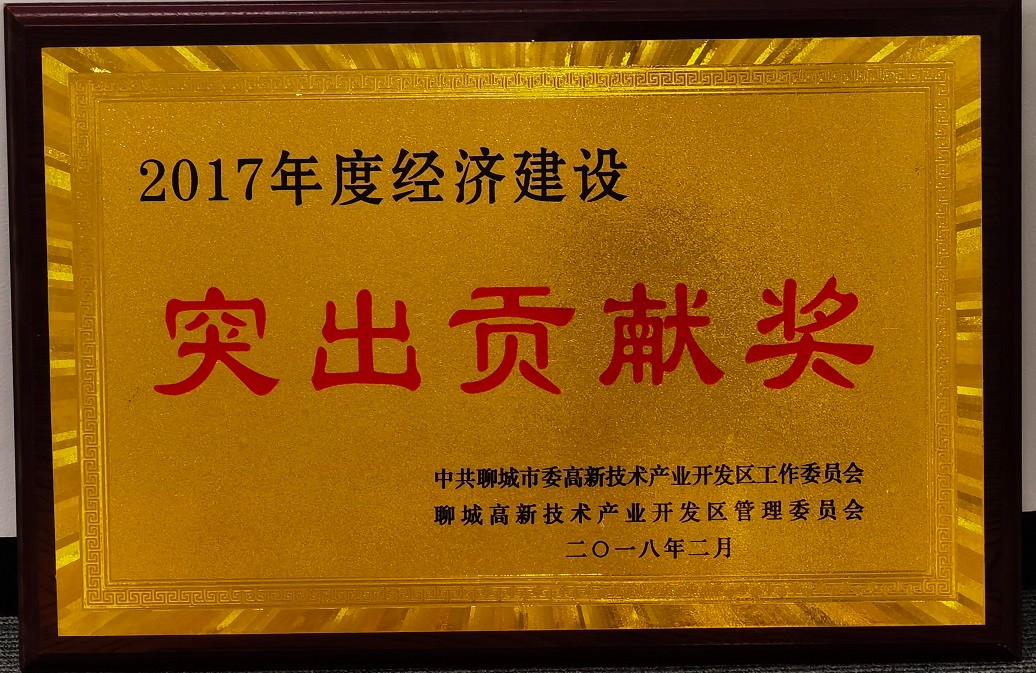 2017年度经济建设
突出贡献奖
中共聊城市委高新技术产业开发区工作委员会
聊城高新技术产业开发区管理委员会
二〇一八年二月